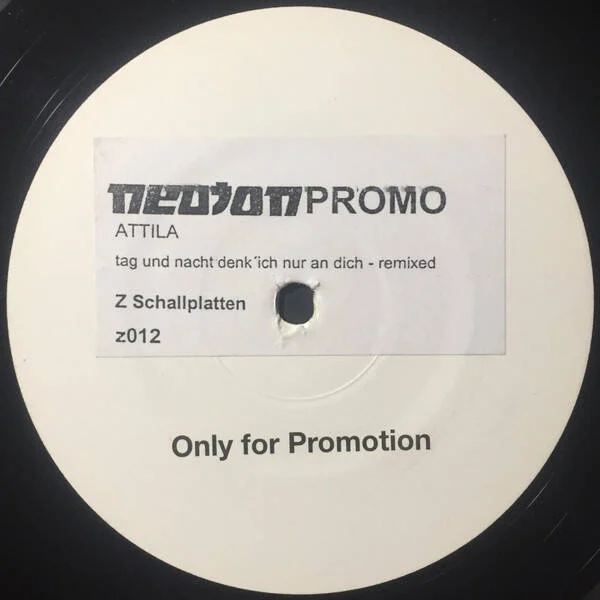 neotonPROMO
ATTILA
tag und nacht denk´ich nur an dich - remixed
Z Schallplatten
z012
Only for Promotion